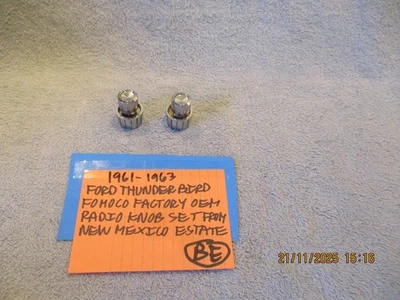 1961-1963
FORD THUNDERBIRD
FOMOCO FACTORY OEM
RADIO KNOB SET FROM
NEW MEXICO ESTATE
BE
21/11/2025 15:16